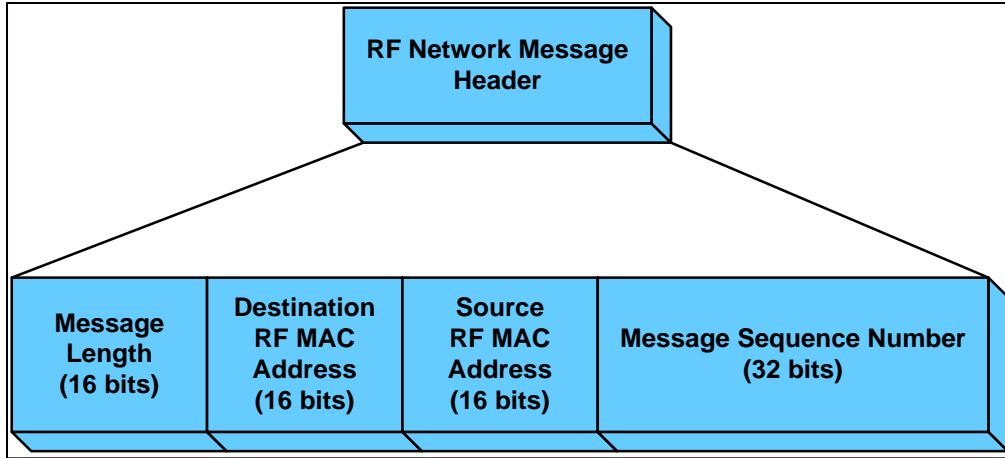 RF Network Message
Header
Message
Length
(16 bits)
Destination
RF MAC
Address
(16 bits)
Source
RF MAC
Address
(16 bits)
Message Sequence Number
(32 bits)